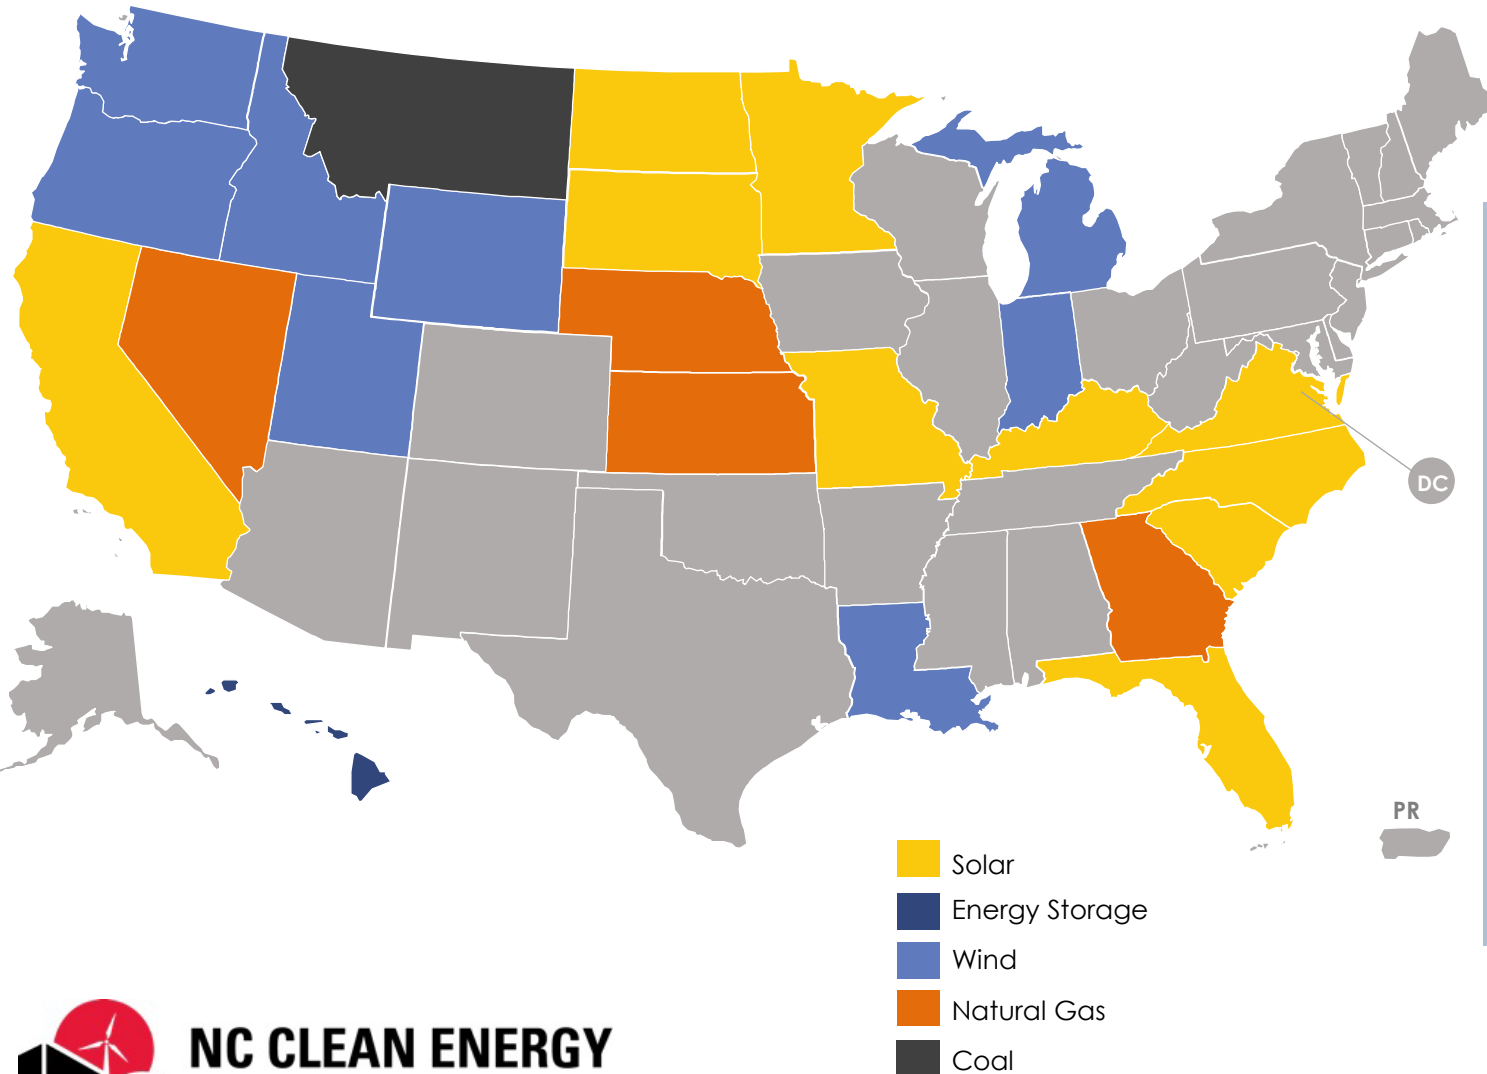 DC
PR
Solar
Energy Storage
Wind
Natural Gas
Coal
NC CLEAN ENERGY